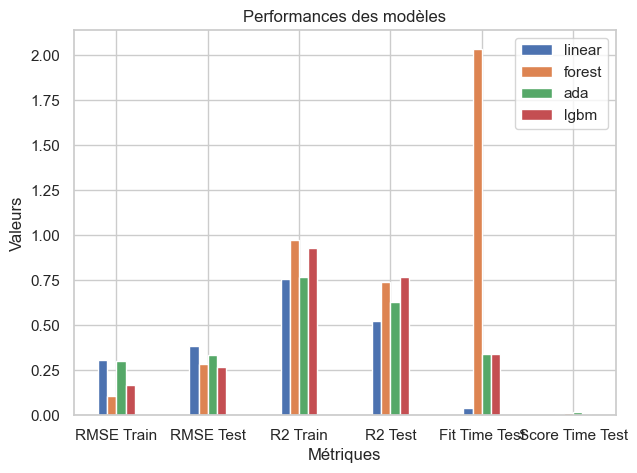 Performances des modèles
linear
forest
ada
lgbm
2.00
1.75
1.50
1.25
1.00
0.75
0.50
0.25
0.00
Valeurs
RMSE Train RMSE Test R2 Train R2 Test Fit Time Test Score Time Test
Métriques